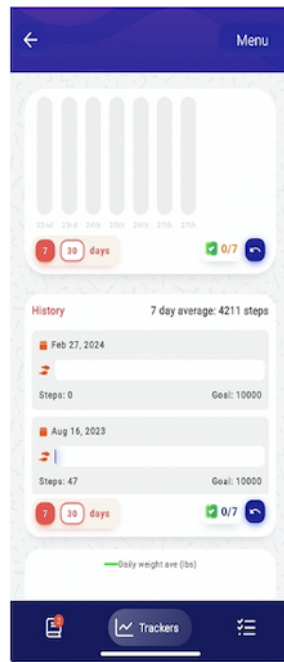 Menu
22nd 23rd 24th 25th 26th 27th 27th
7 30 days 0/7
History 7 day average: 4211 steps
Feb 27, 2024
Steps: 0 Goal: 10000
Aug 16, 2023
Steps: 47 Goal: 10000
7 30 days 0/7
Daily weight ave (lbs)
Trackers